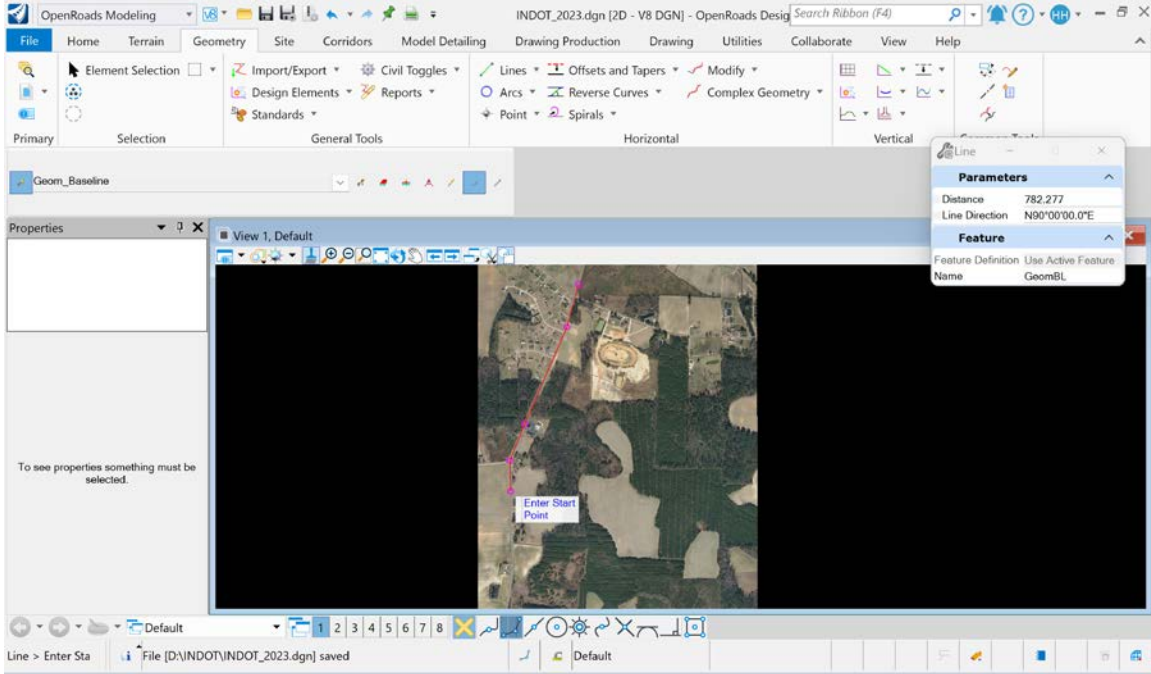 OpenRoads Modeling INDOT_2023.dgn [2D - V8 DGN] - OpenRoads Desig Search Ribbon (F4) HH
File Home Terrain Geometry Site Corridors Model Detailing Drawing Production Drawing Utilities Collaborate View Help
Element Selection Import/Export Civil Toggles Lines Offsets and Tapers Modify
Design Elements Reports Arcs Reverse Curves Complex Geometry
Standards Point Spirals
Primary Selection General Tools Horizontal Vertical Common Tools
Line
Geom_Baseline
Parameters
Distance 782.277
Line Direction N90°00'00.0"E
Feature
Feature Definition Use Active Feature
Name GeomBL
Properties
View 1, Default
To see properties something must be
selected.
Enter Start
Point
Default 1 2 3 4 5 6 7 8
Line > Enter Sta File [D:\INDOT\INDOT_2023.dgn] saved Default